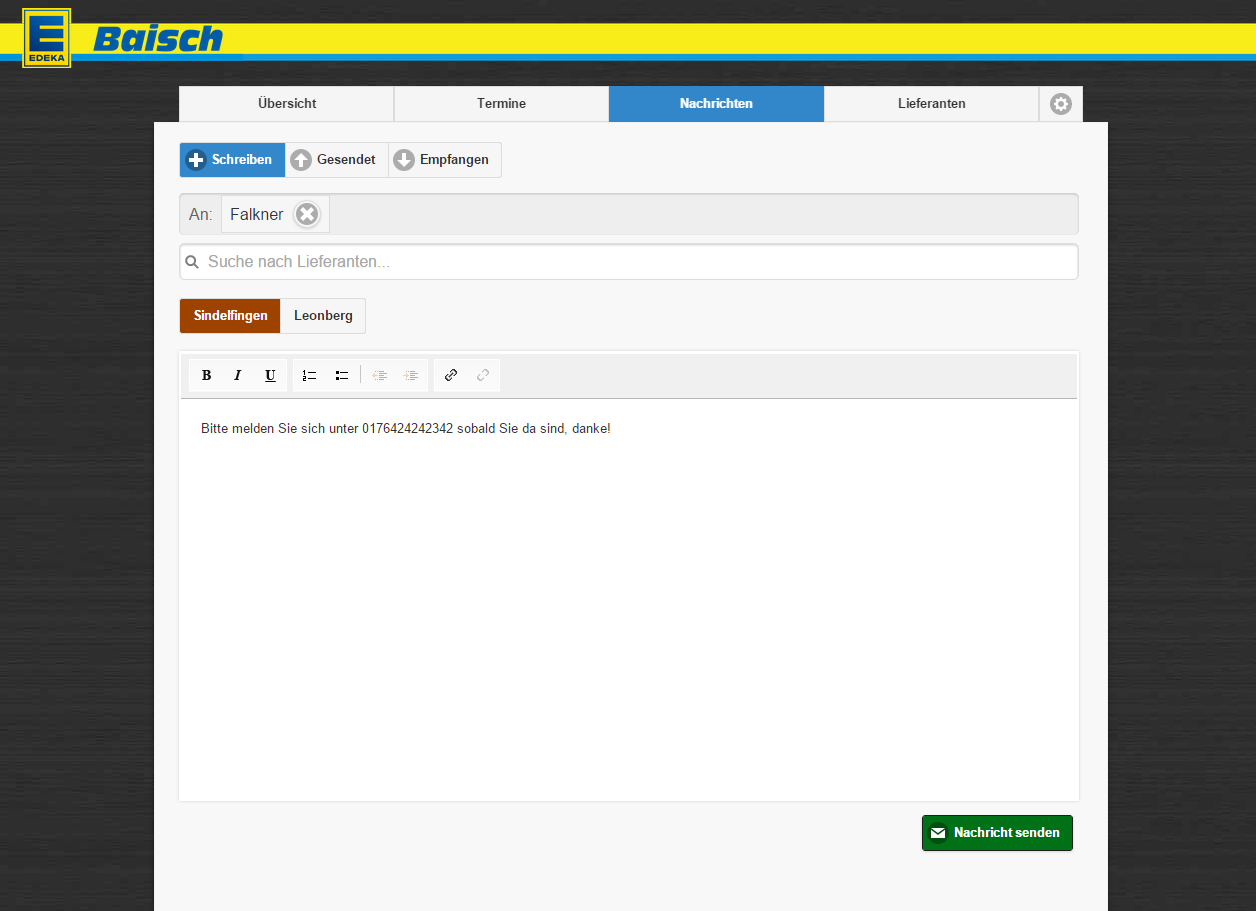 E
EDEKA
Baisch
Übersicht
Termine
Nachrichten
Lieferanten
Schreiben
Gesendet
Empfangen
An:
Falkner
Suche nach Lieferanten...
Sindelfingen
Leonberg
B
I
U
Bitte melden Sie sich unter 0176424242342 sobald Sie da sind, danke!
Nachricht senden